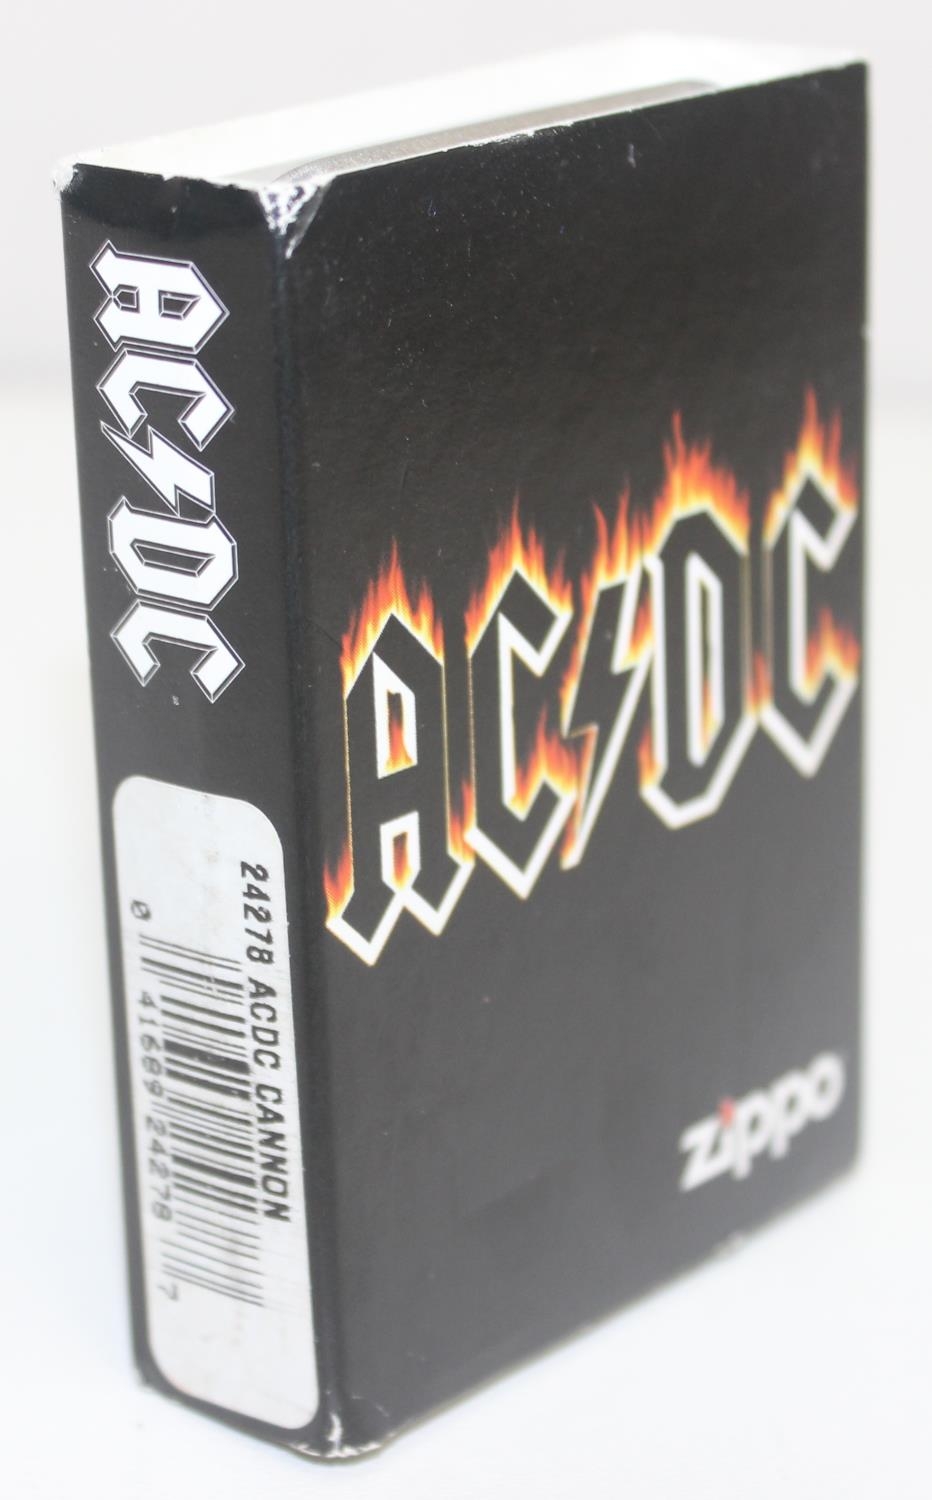 AC/DC
24278 ACDC CANNON
0 41689 24278 7
AC/DC
zippo